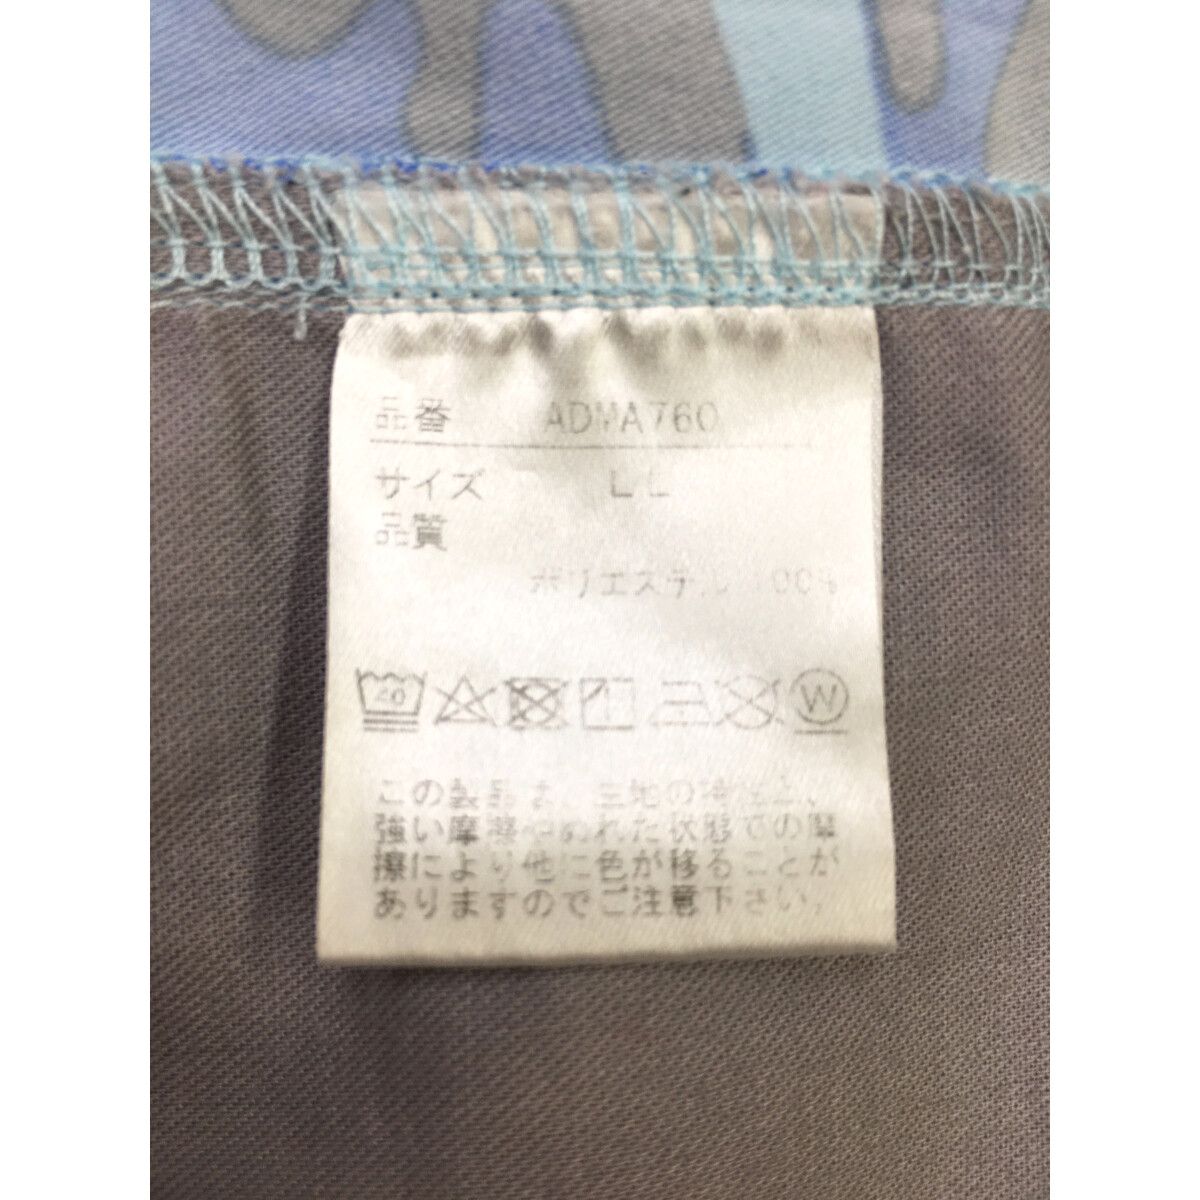 品番 ADMA760
サイズ LL
品質
ポリエステル 100%
40
W
この製品は、生地の特性上、
強い摩擦やぬれた状態での摩
擦により他に色が移ることが
ありますのでご注意下さい。